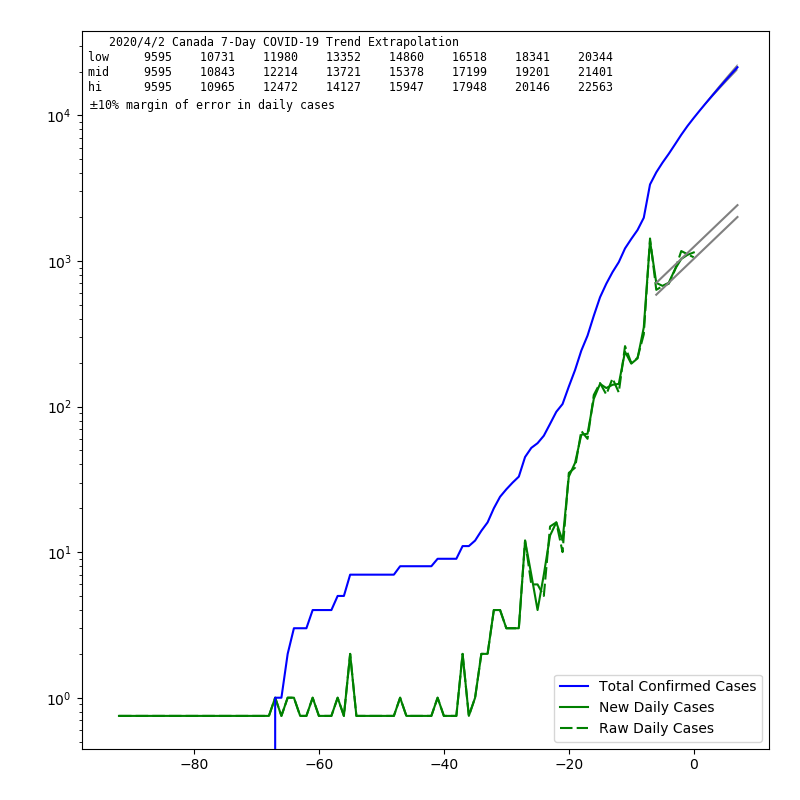 2020/4/2 Canada 7-Day COVID-19 Trend Extrapolation
low 9595 10731 11980 13352 14860 16518 18341 20344
mid 9595 10843 12214 13721 15378 17199 19201 21401
hi 9595 10965 12472 14127 15947 17948 20146 22563
±10% margin of error in daily cases
10⁴
10³
10²
10¹
10⁰
Total Confirmed Cases
New Daily Cases
Raw Daily Cases
−80 −60 −40 −20 0